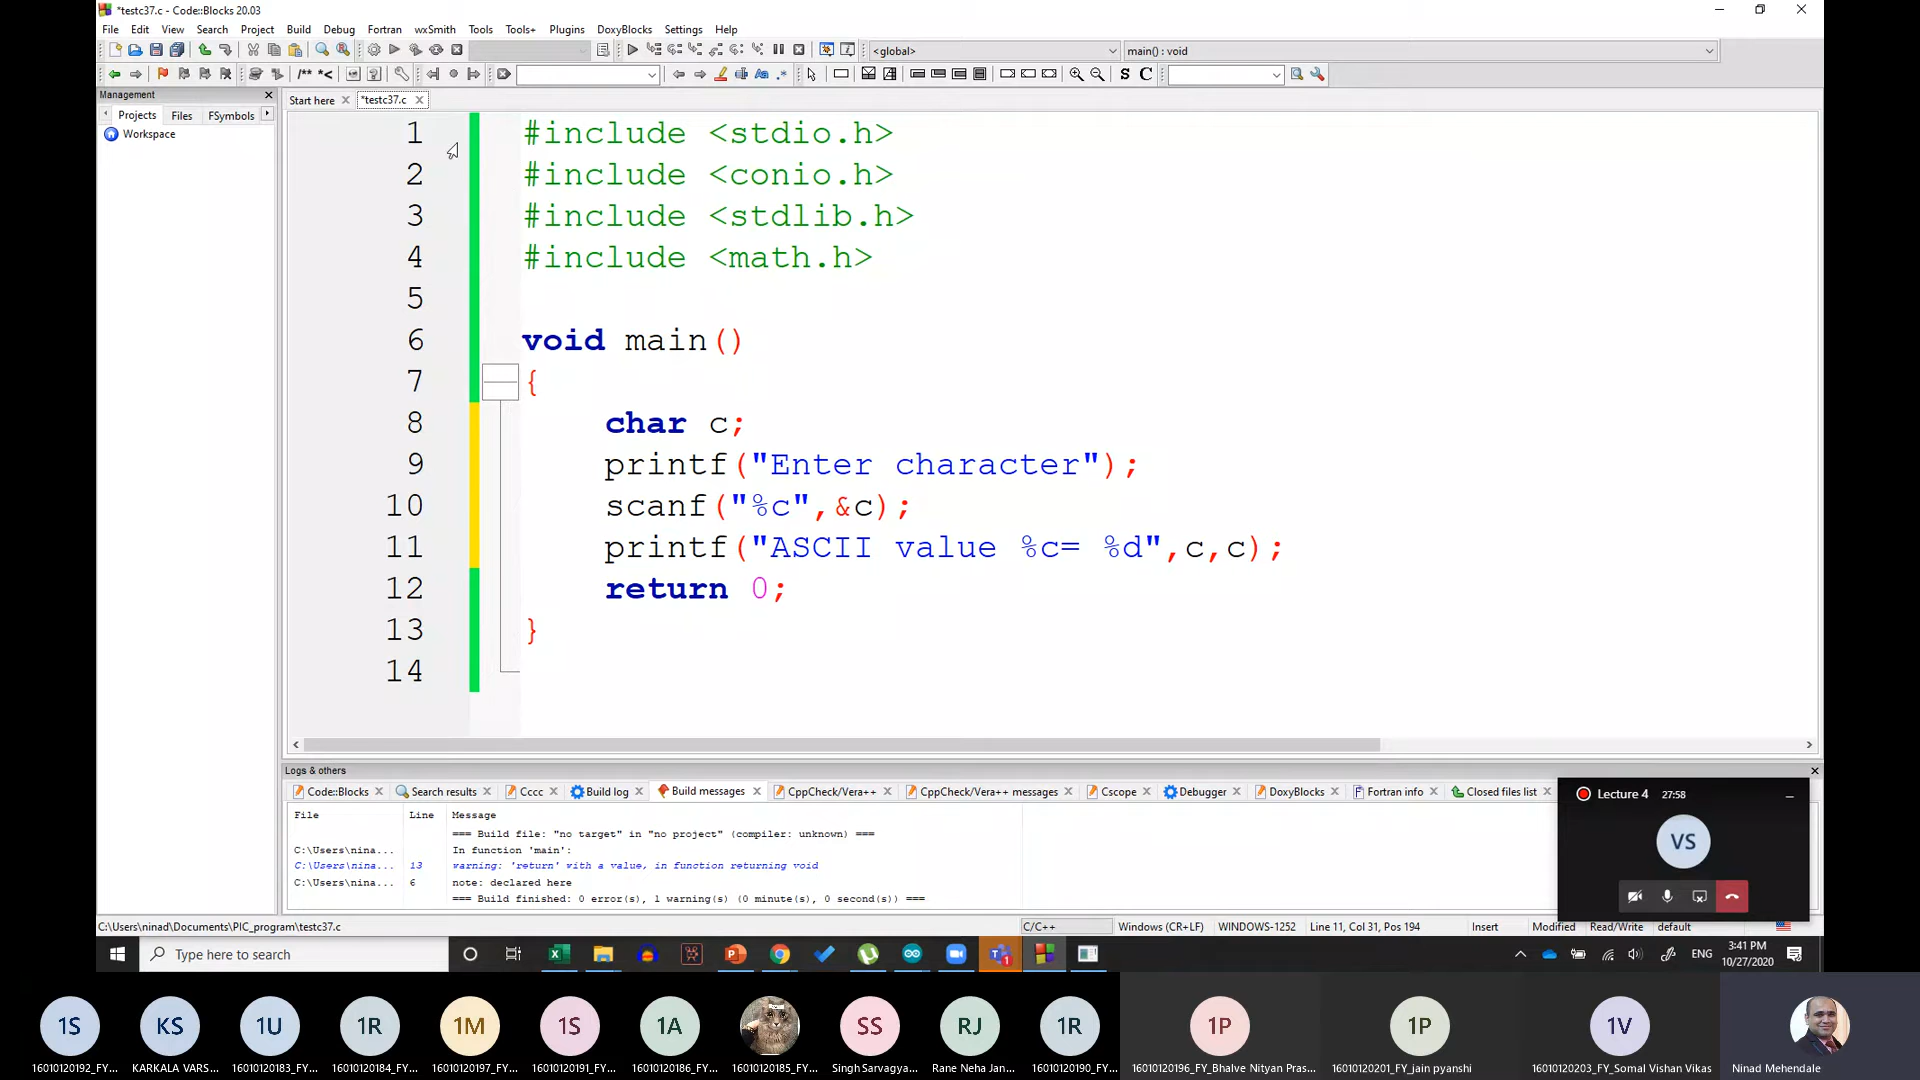 *testc37.c - Code::Blocks 20.03
File Edit View Search Project Build Debug Fortran wxSmith Tools Tools+ Plugins DoxyBlocks Settings Help
<global> main() : void
/** *< Aa .* S C
Management
Projects Files FSymbols
Workspace
Start here *testc37.c
1 #include <stdio.h>
2 #include <conio.h>
3 #include <stdlib.h>
4 #include <math.h>
5
6 void main()
7 {
8 char c;
9 printf("Enter character");
10 scanf("%c",&c);
11 printf("ASCII value %c= %d",c,c);
12 return 0;
13 }
14
Logs & others
Code::Blocks Search results Cccc Build log Build messages CppCheck/Vera++ CppCheck/Vera++ messages Cscope Debugger DoxyBlocks Fortran info Closed files list
File Line Message
=== Build file: "no target" in "no project" (compiler: unknown) ===
C:\Users\nina... In function 'main':
C:\Users\nina... 13 warning: 'return' with a value, in function returning void
C:\Users\nina... 6 note: declared here
=== Build finished: 0 error(s), 1 warning(s) (0 minute(s), 0 second(s)) ===
Lecture 4 27:58
VS
C:\Users\ninad\Documents\PIC_program\testc37.c C/C++ Windows (CR+LF) WINDOWS-1252 Line 11, Col 31, Pos 194 Insert Modified Read/Write default
Type here to search
ENG 3:41 PM
10/27/2020
1S KS 1U 1R 1M 1S 1A SS RJ 1R 1P 1P 1V
16010120192_FY... KARKALA VARS... 16010120183_FY... 16010120184_FY... 16010120197_FY... 16010120191_FY... 16010120186_FY... 16010120185_FY... Singh Sarvagya... Rane Neha Jan... 16010120190_FY... 16010120196_FY_Bhalve Nityan Pras... 16010120201_FY_jain pyanshi 16010120203_FY_Somal Vishan Vikas Ninad Mehendale